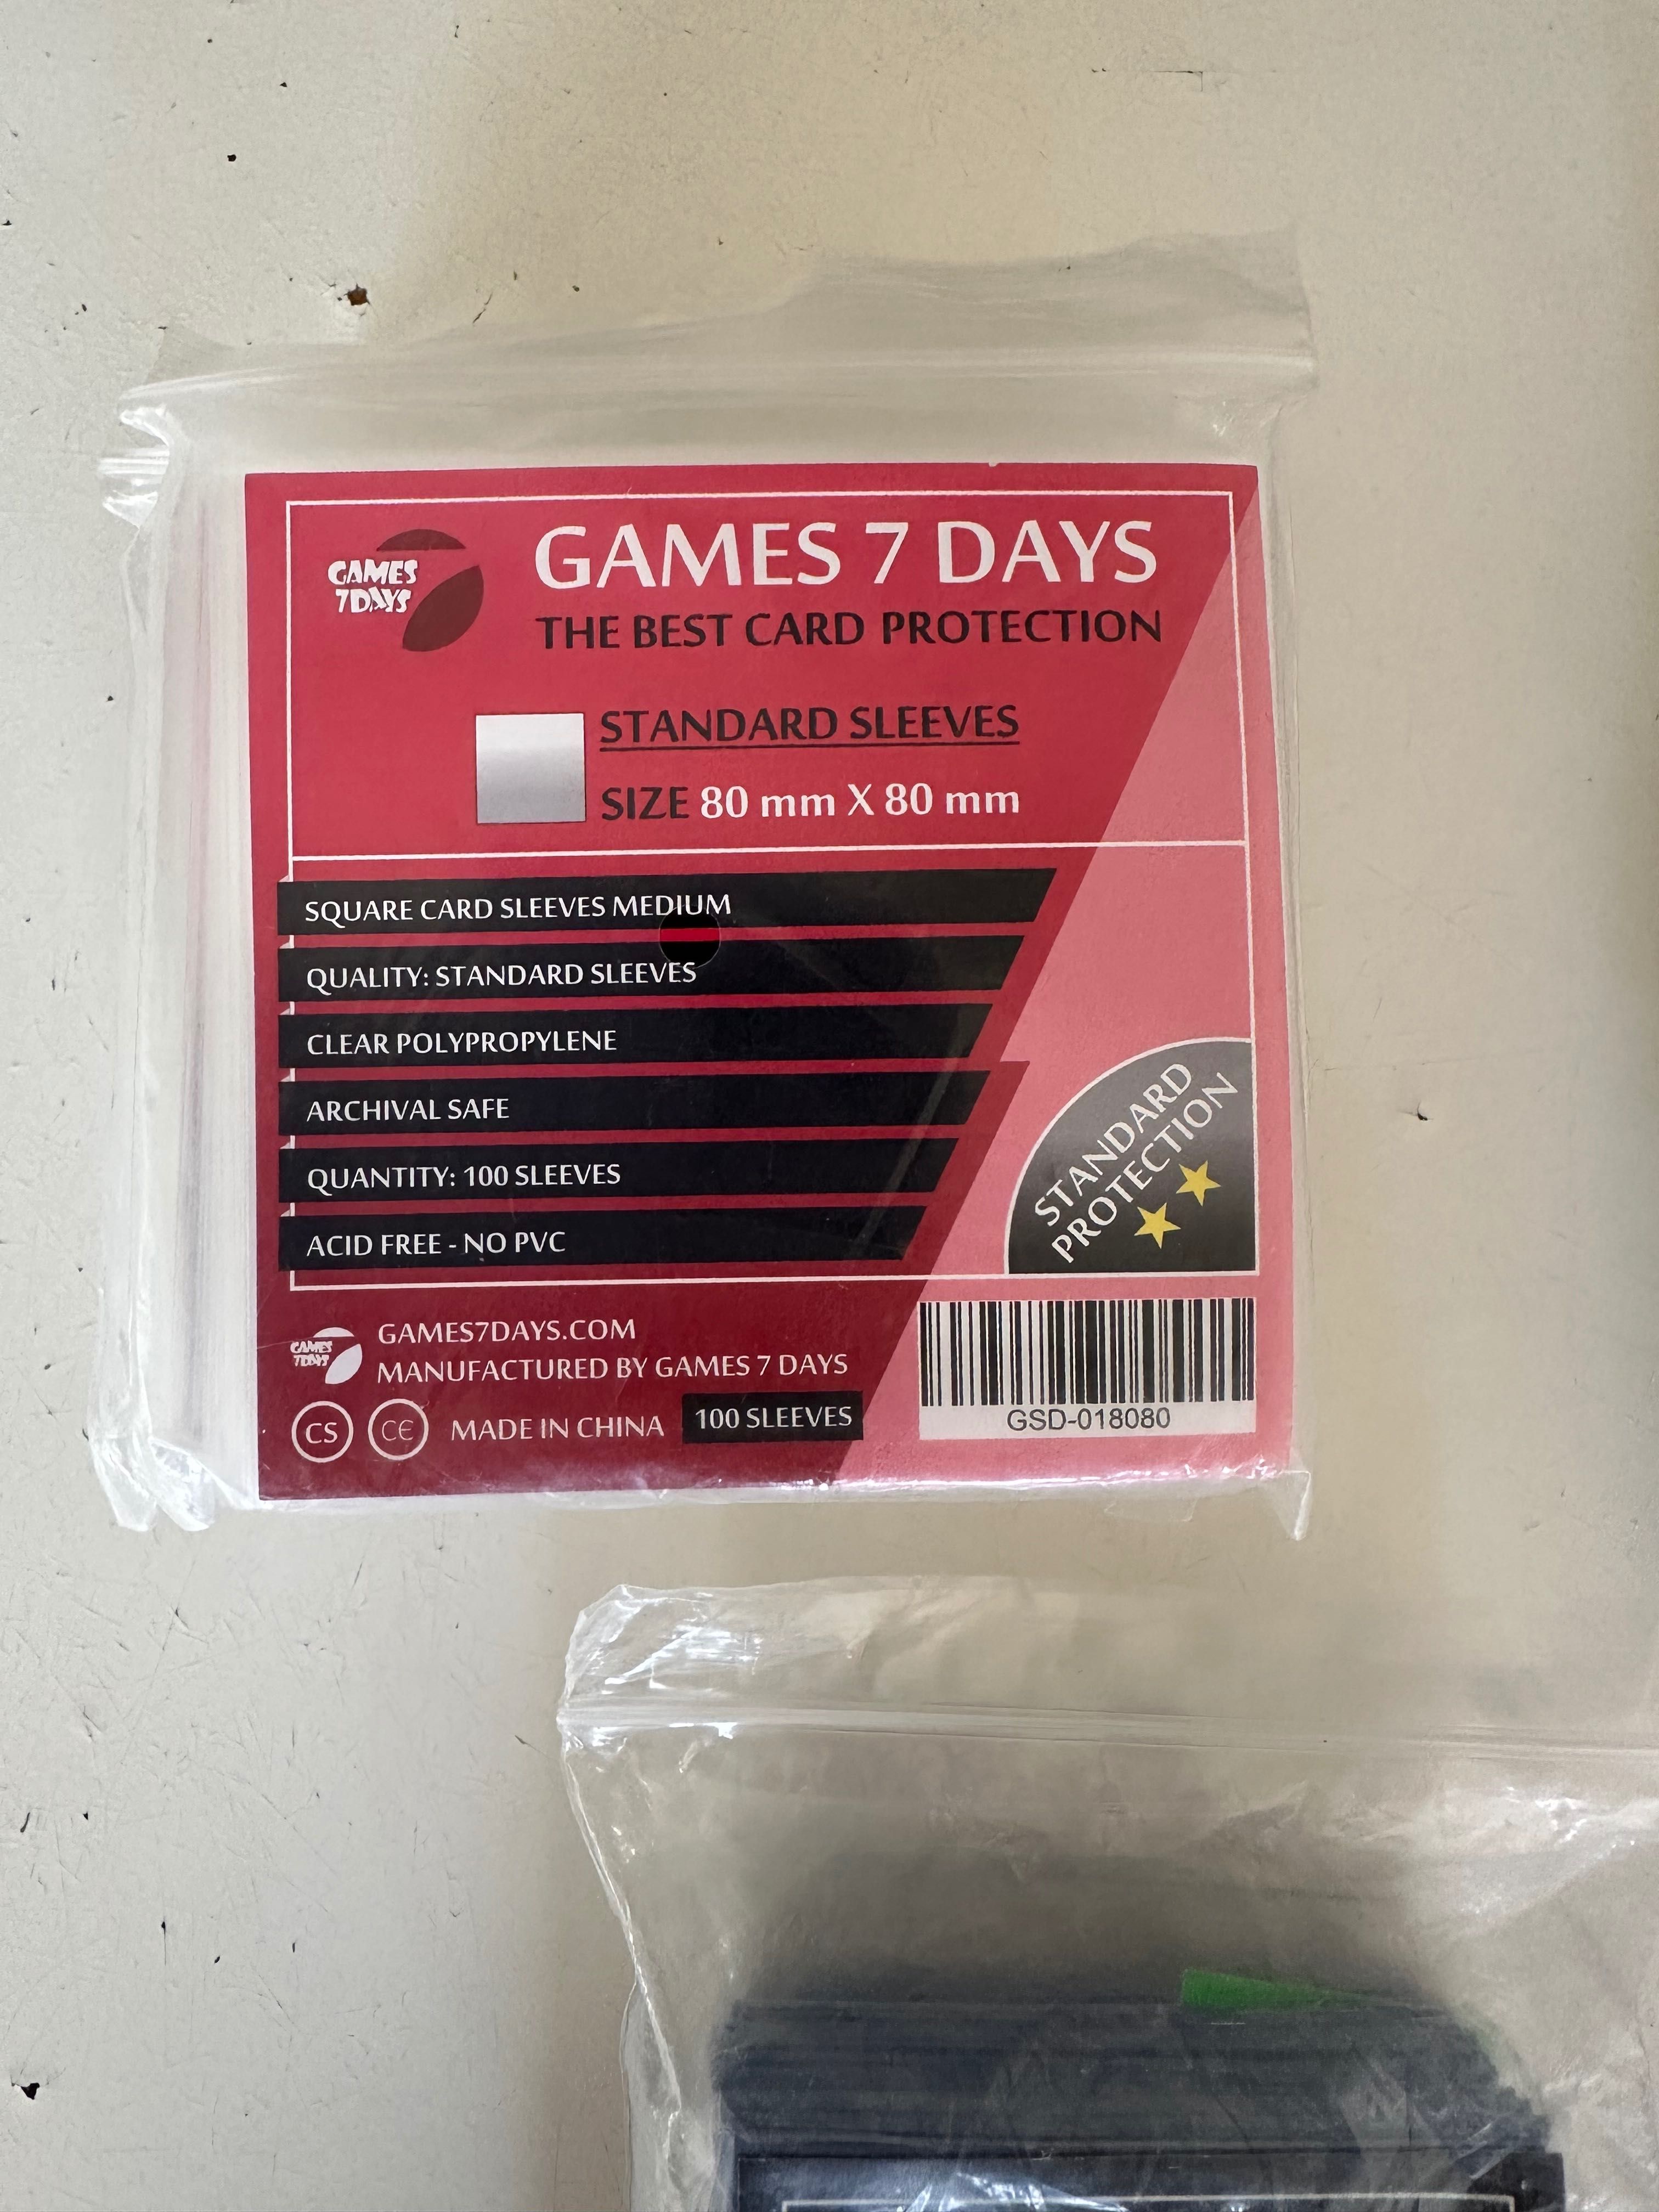 GAMES
7DAYS
GAMES 7 DAYS
THE BEST CARD PROTECTION
STANDARD SLEEVES
SIZE 80 mm X 80 mm
SQUARE CARD SLEEVES MEDIUM
QUALITY: STANDARD SLEEVES
CLEAR POLYPROPYLENE
ARCHIVAL SAFE
QUANTITY: 100 SLEEVES
ACID FREE - NO PVC
STANDARD
PROTECTION
GAMES
7DAYS
GAMES7DAYS.COM
MANUFACTURED BY GAMES 7 DAYS
CS CE MADE IN CHINA 100 SLEEVES
GSD-018080